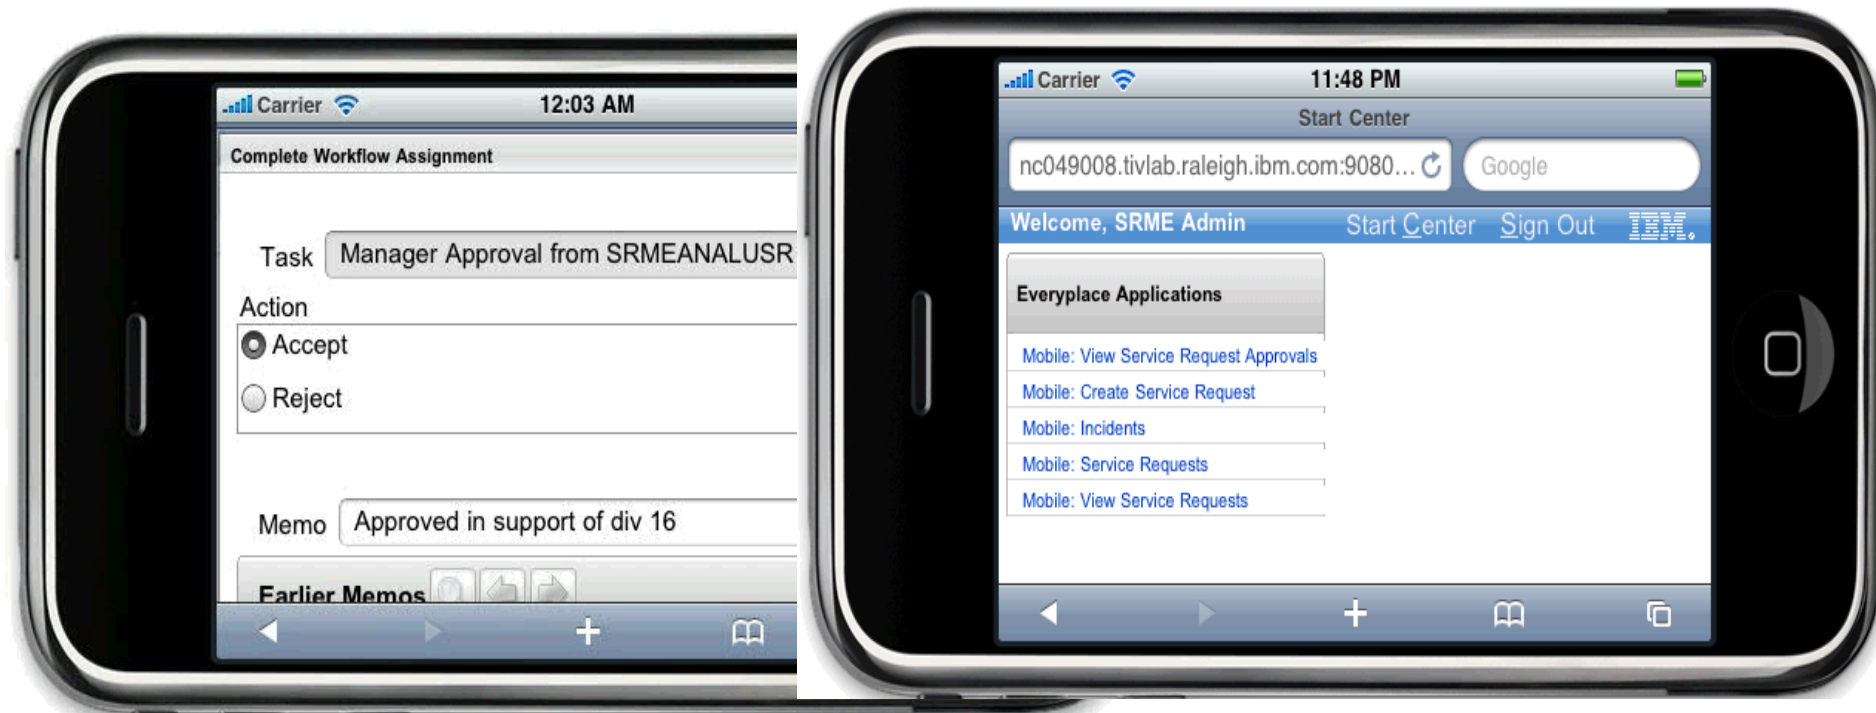 Carrier 12:03 AM
Complete Workflow Assignment
Task Manager Approval from SRMEANALUSR
Action
Accept
Reject
Memo Approved in support of div 16
Earlier Memos
Carrier 11:48 PM
Start Center
nc049008.tivlab.raleigh.ibm.com:9080... Google
Welcome, SRME Admin Start Center Sign Out IBM.
Everyplace Applications
Mobile: View Service Request Approvals
Mobile: Create Service Request
Mobile: Incidents
Mobile: Service Requests
Mobile: View Service Requests